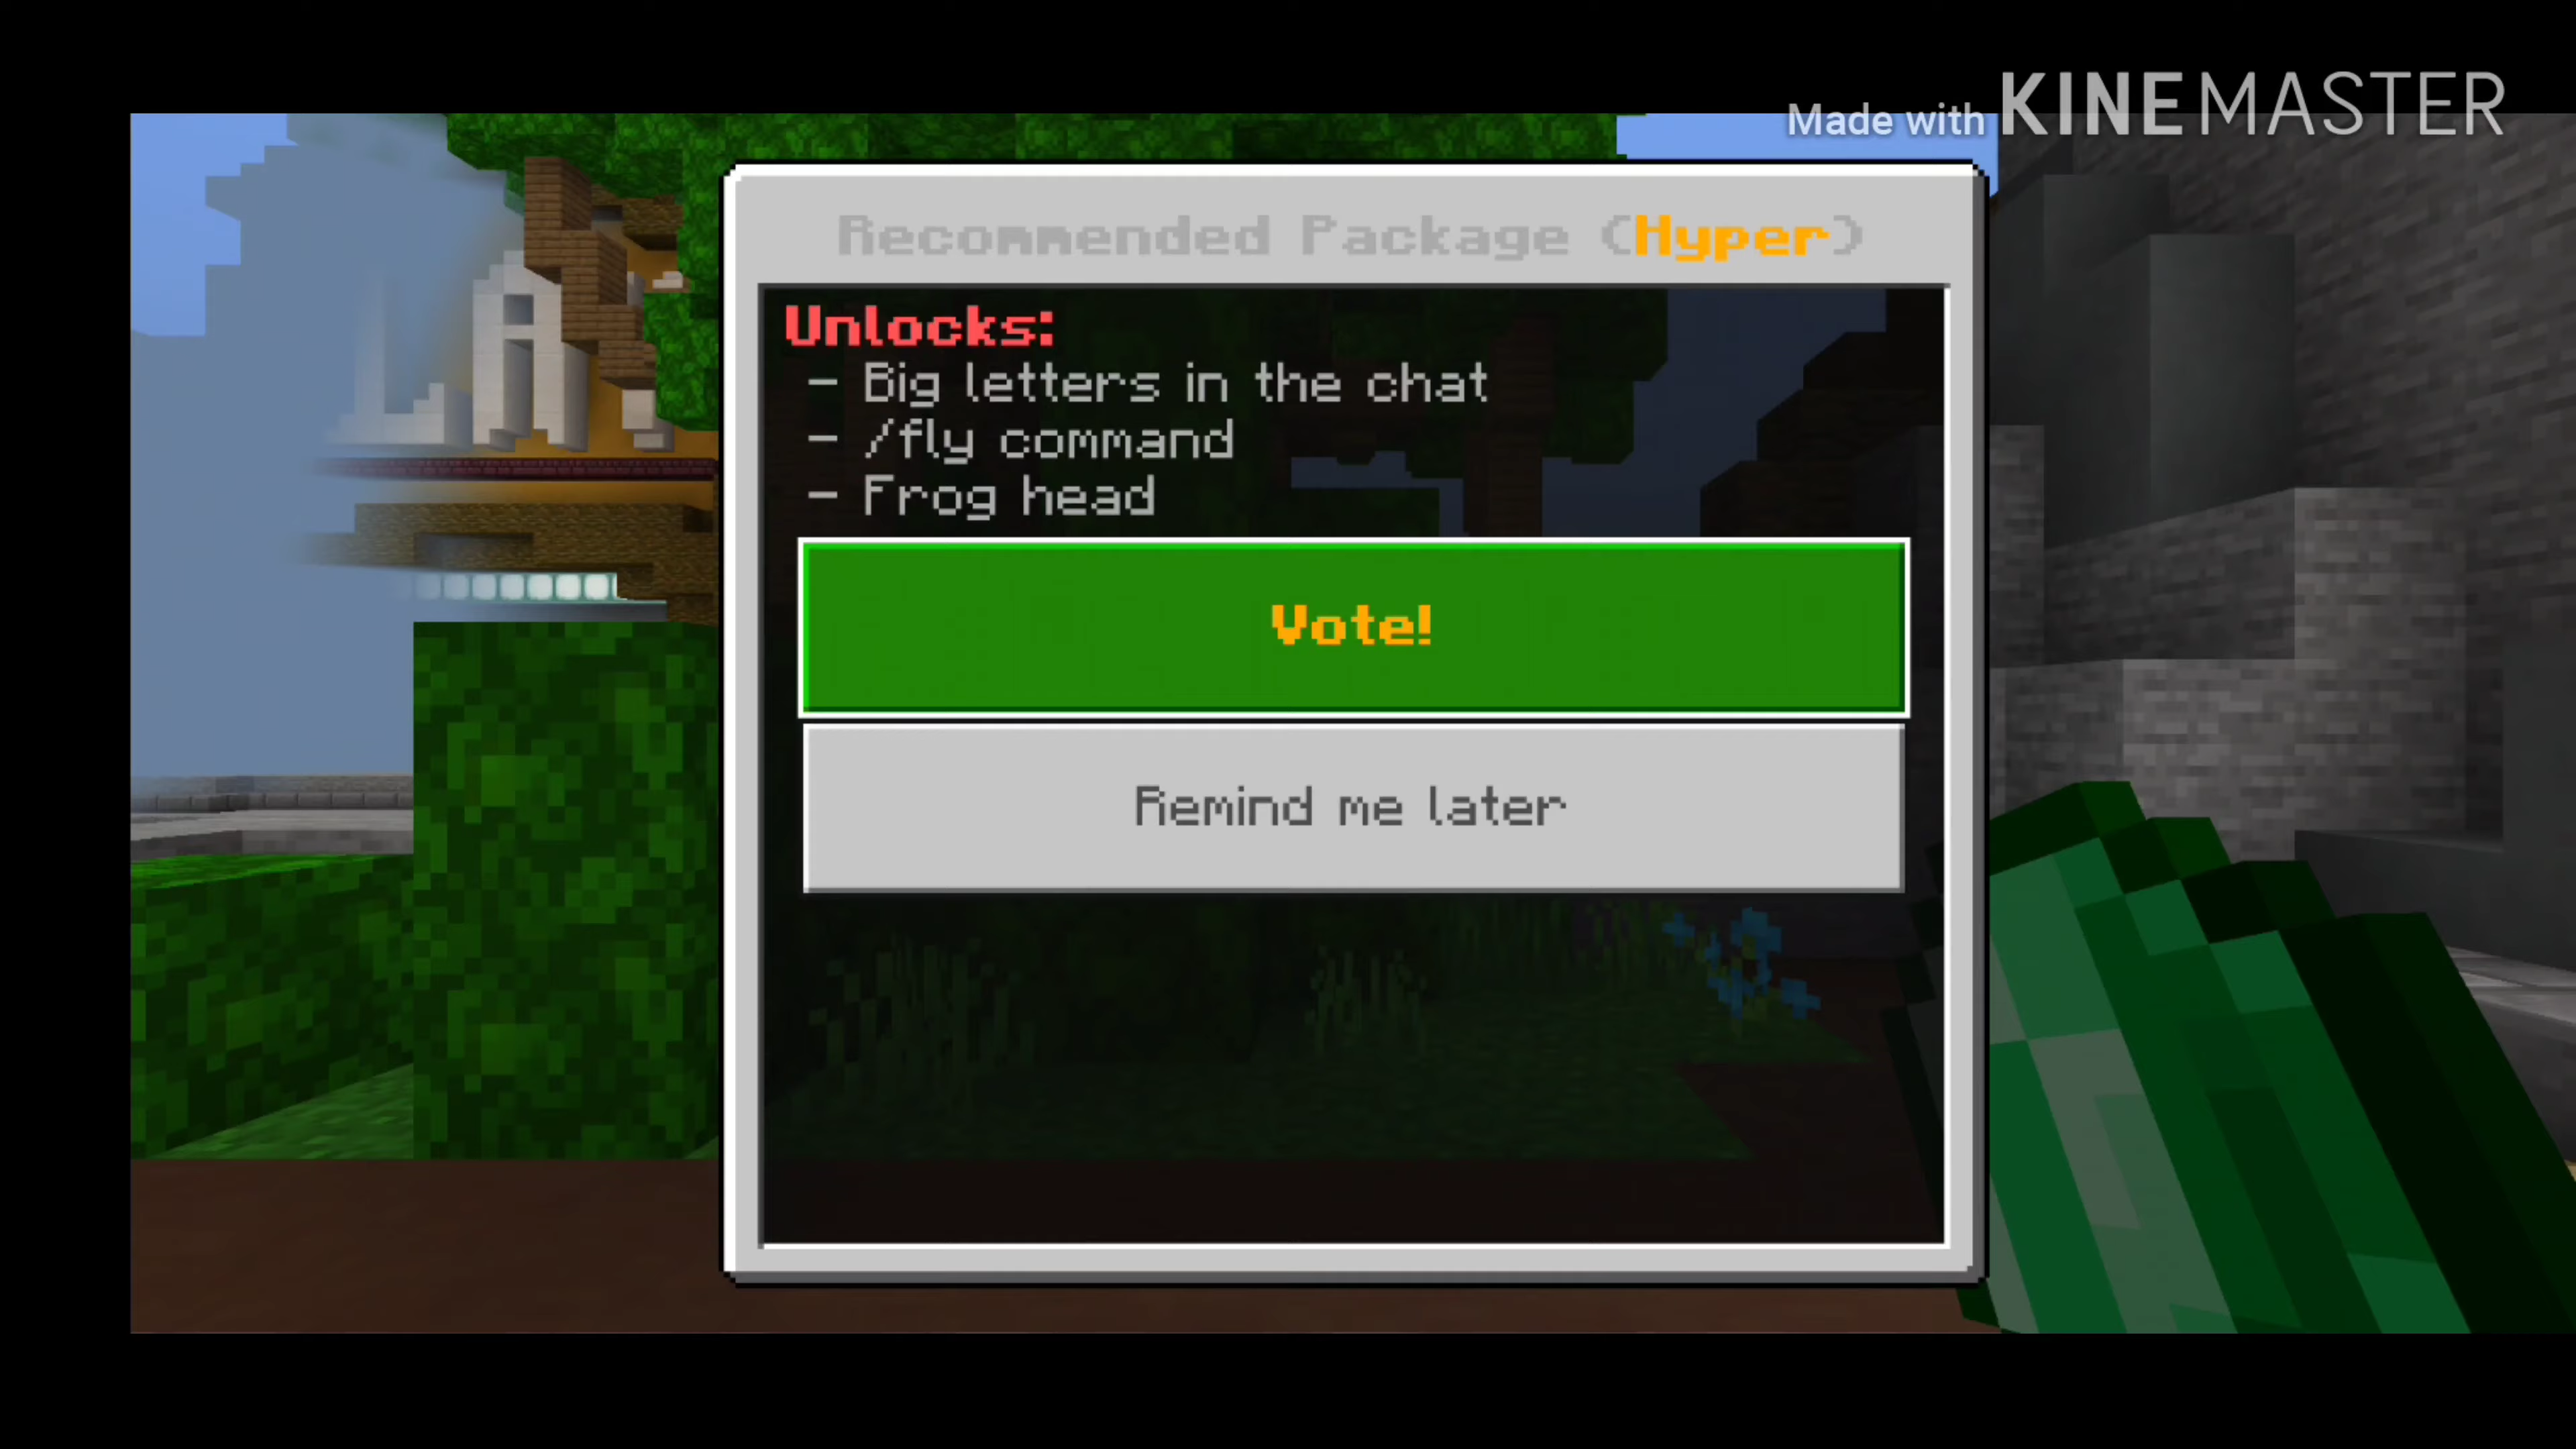 Made with KINEMASTER
Recommended Package (Hyper)
Unlocks:
- Big letters in the chat
- /fly command
- Frog head
Vote!
Remind me later